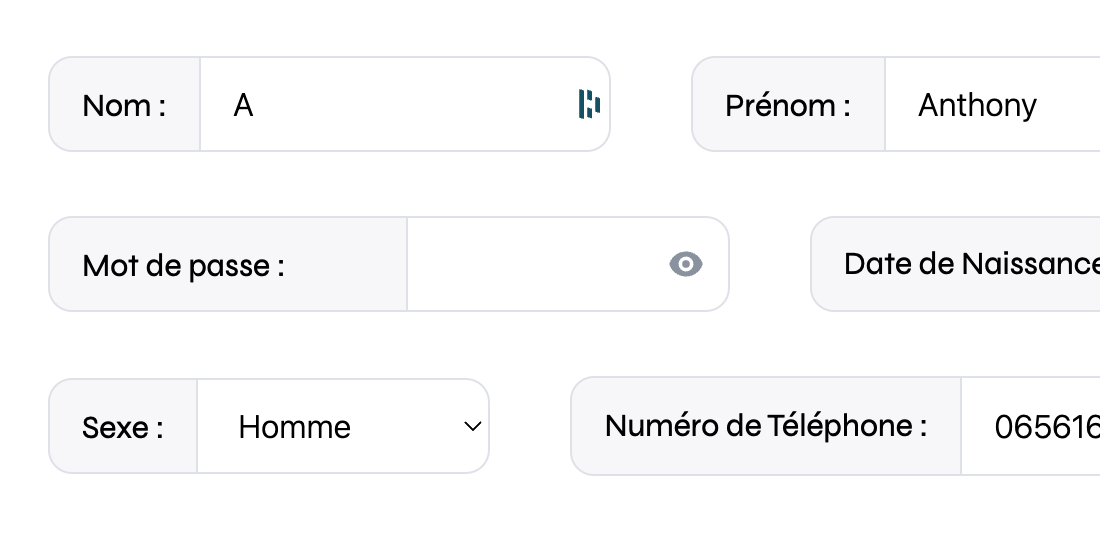 Nom : A Prénom : Anthony
Mot de passe : Date de Naissance
Sexe : Homme Numéro de Téléphone : 065616